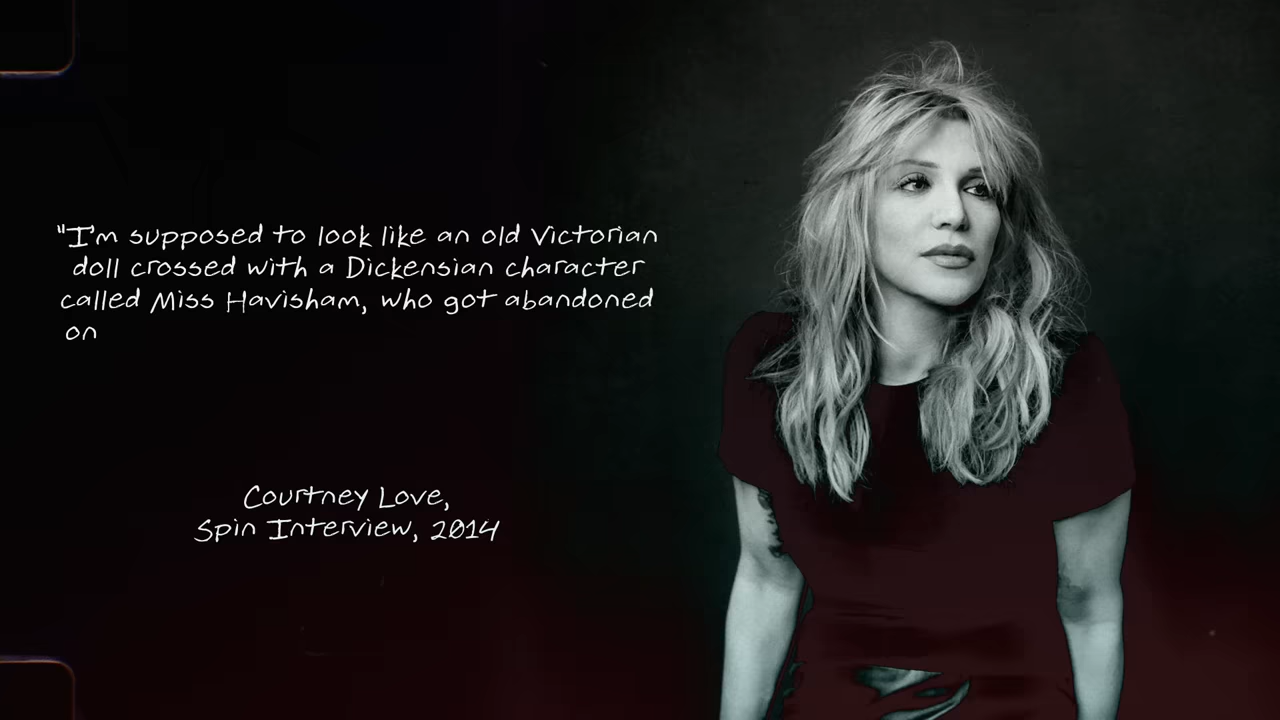 "I'm supposed to look like an old Victorian
doll crossed with a Dickensian character
called Miss Havisham, who got abandoned
on
Courtney Love,
Spin Interview, 2014